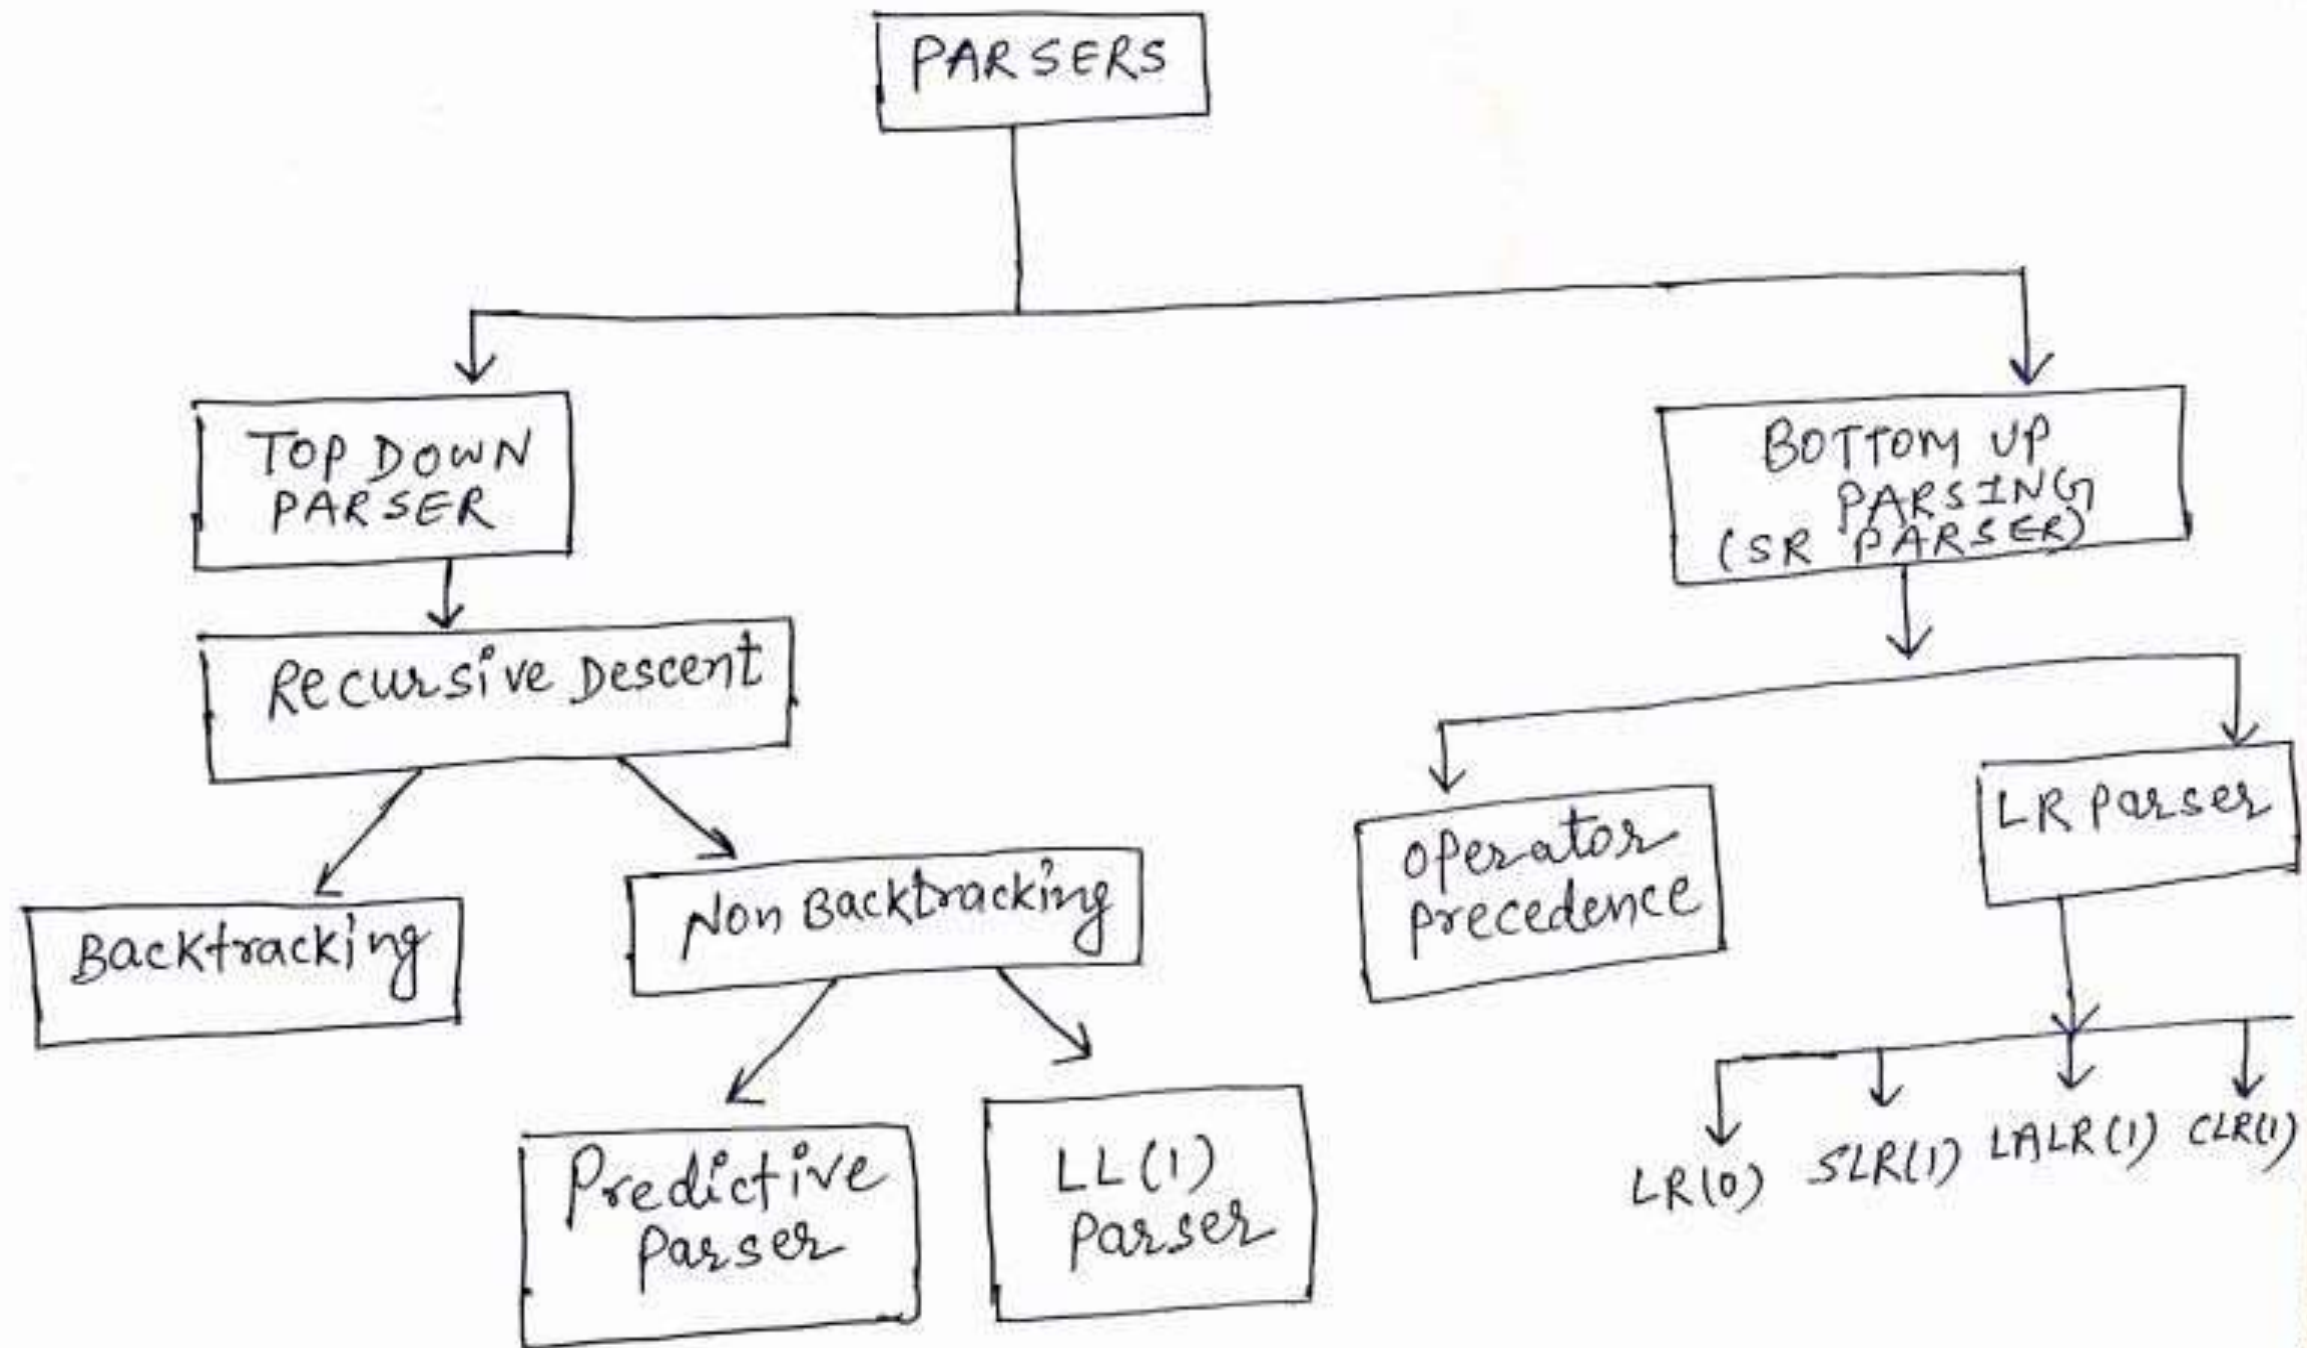 PARSERS
TOP DOWN
PARSER
BOTTOM UP
PARSING
(SR PARSER)
Recursive Descent
Backtracking
Non Backtracking
Operator
precedence
LR Parser
Predictive
Parser
LL(1)
Parser
LR(0) SLR(1) LALR(1) CLR(1)